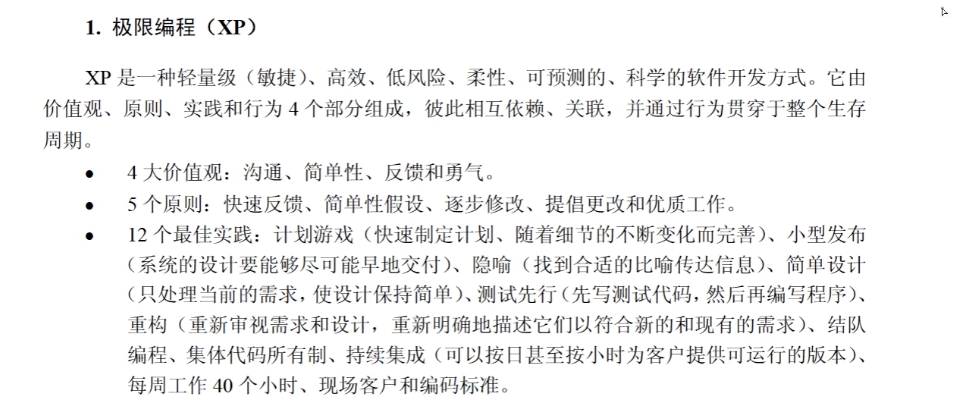 1. 极限编程（XP）
XP 是一种轻量级（敏捷）、高效、低风险、柔性、可预测的、科学的软件开发方式。它由
价值观、原则、实践和行为 4 个部分组成，彼此相互依赖、关联，并通过行为贯穿于整个生存
周期。
● 4 大价值观：沟通、简单性、反馈和勇气。
● 5 个原则：快速反馈、简单性假设、逐步修改、提倡更改和优质工作。
● 12 个最佳实践：计划游戏（快速制定计划、随着细节的不断变化而完善）、小型发布
（系统的设计要能够尽可能早地交付）、隐喻（找到合适的比喻传达信息）、简单设计
（只处理当前的需求，使设计保持简单）、测试先行（先写测试代码，然后再编写程序）、
重构（重新审视需求和设计，重新明确地描述它们以符合新的和现有的需求）、结队
编程、集体代码所有制、持续集成（可以按日甚至按小时为客户提供可运行的版本）、
每周工作 40 个小时、现场客户和编码标准。